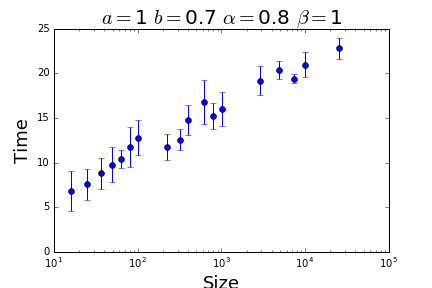 a = 1 b = 0.7 α = 0.8 β = 1
25
20
15
10
5
0
Time
10^1 10^2 10^3 10^4 10^5
Size